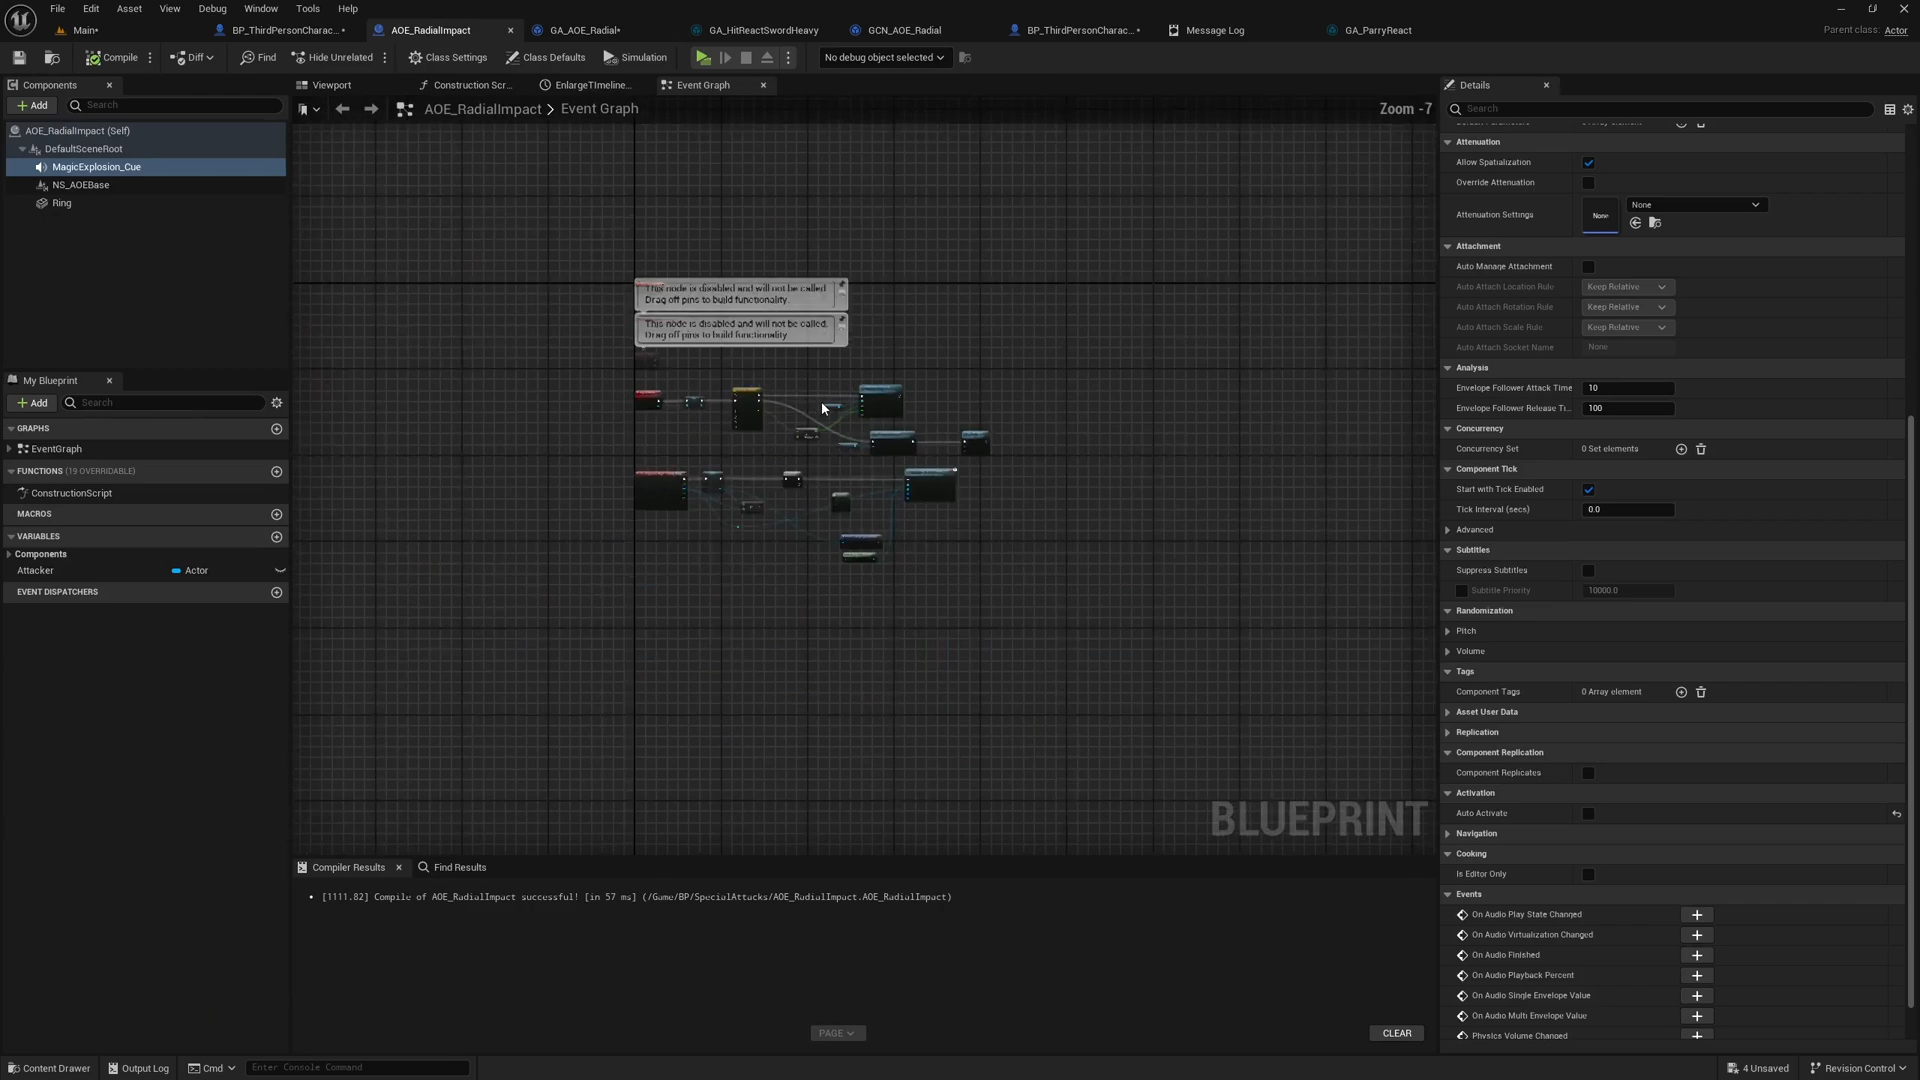 File Edit Asset View Debug Window Tools Help
Main* BP_ThirdPersonCharac...* AOE_RadialImpact GA_AOE_Radial* GA_HitReactSwordHeavy GCN_AOE_Radial BP_ThirdPersonCharac...* Message Log GA_ParryReact Parent class: Actor
Compile Diff Find Hide Unrelated Class Settings Class Defaults Simulation No debug object selected
Components
Add Search
AOE_RadialImpact (Self)
DefaultSceneRoot
MagicExplosion_Cue
NS_AOEBase
Ring
My Blueprint
Add Search
GRAPHS
EventGraph
FUNCTIONS (19 OVERRIDABLE)
ConstructionScript
MACROS
VARIABLES
Components
Attacker Actor
EVENT DISPATCHERS
Viewport Construction Scr... EnlargeTImeline... Event Graph
AOE_RadialImpact > Event Graph Zoom -7
This node is disabled and will not be called.
Drag off pins to build functionality.
This node is disabled and will not be called.
Drag off pins to build functionality.
BLUEPRINT
Compiler Results Find Results
[1111.82] Compile of AOE_RadialImpact successful! [in 57 ms] (/Game/BP/SpecialAttacks/AOE_RadialImpact.AOE_RadialImpact)
PAGE CLEAR
Details
Search
Attenuation
Allow Spatialization
Override Attenuation
Attenuation Settings None None
Attachment
Auto Manage Attachment
Auto Attach Location Rule Keep Relative
Auto Attach Rotation Rule Keep Relative
Auto Attach Scale Rule Keep Relative
Auto Attach Socket Name None
Analysis
Envelope Follower Attack Time 10
Envelope Follower Release Ti... 100
Concurrency
Concurrency Set 0 Set elements
Component Tick
Start with Tick Enabled
Tick Interval (secs) 0.0
Advanced
Subtitles
Suppress Subtitles
Subtitle Priority 10000.0
Randomization
Pitch
Volume
Tags
Component Tags 0 Array element
Asset User Data
Replication
Component Replication
Component Replicates
Activation
Auto Activate
Navigation
Cooking
Is Editor Only
Events
On Audio Play State Changed
On Audio Virtualization Changed
On Audio Finished
On Audio Playback Percent
On Audio Single Envelope Value
On Audio Multi Envelope Value
Physics Volume Changed
Content Drawer Output Log Cmd Enter Console Command 4 Unsaved Revision Control